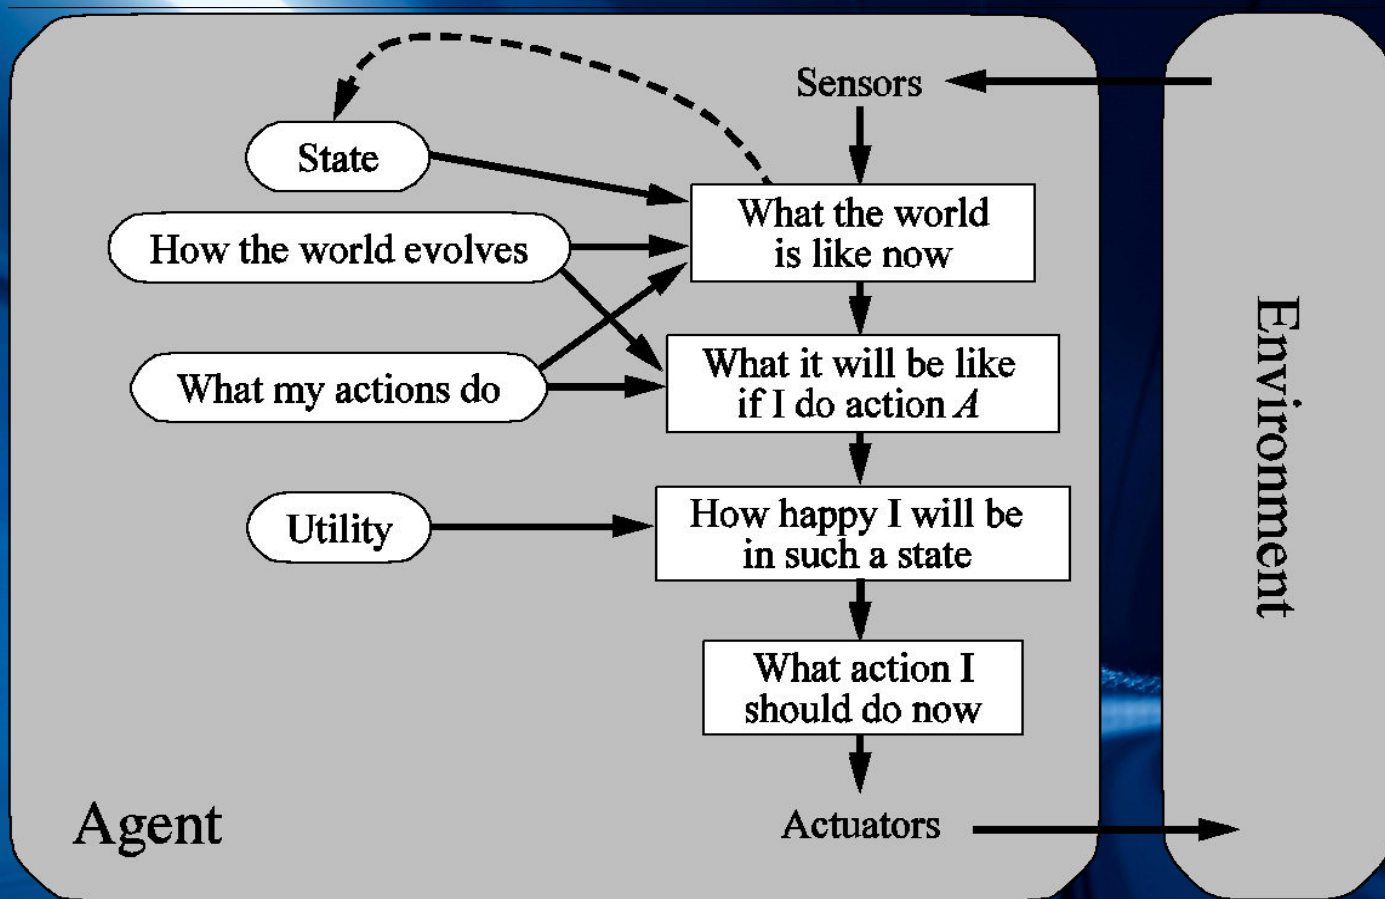 Sensors
State
What the world
is like now
How the world evolves
What it will be like
if I do action A
What my actions do
How happy I will be
in such a state
Utility
What action I
should do now
Agent
Actuators
Environment